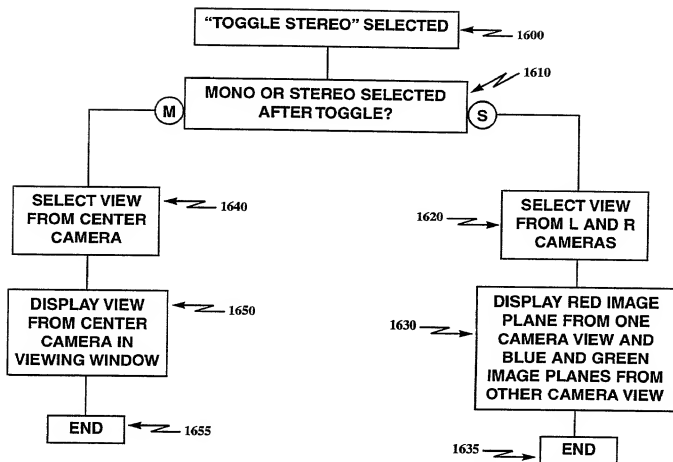 "TOGGLE STEREO" SELECTED
1600
1610
MONO OR STEREO SELECTED
AFTER TOGGLE?
M
S
SELECT VIEW
FROM CENTER
CAMERA
1640
1620
SELECT VIEW
FROM L AND R
CAMERAS
DISPLAY VIEW
FROM CENTER
CAMERA IN
VIEWING WINDOW
1650
1630
DISPLAY RED IMAGE
PLANE FROM ONE
CAMERA VIEW AND
BLUE AND GREEN
IMAGE PLANES FROM
OTHER CAMERA VIEW
END
1655
1635
END